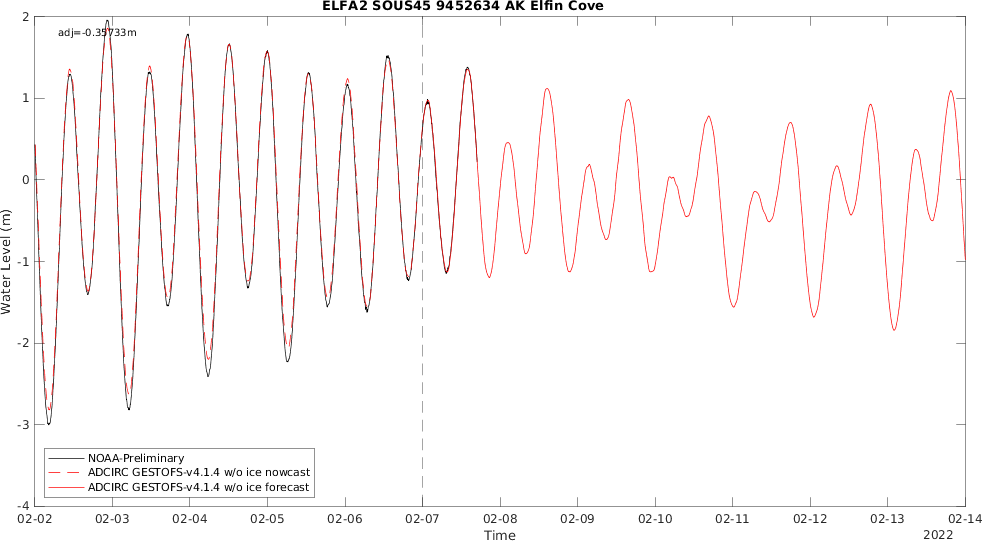 ELFA2 SOUS45 9452634 AK Elfin Cove
adj=-0.35733m
2
1
0
-1
-2
-3
-4
Water Level (m)
NOAA-Preliminary
ADCIRC GESTOFS-v4.1.4 w/o ice nowcast
ADCIRC GESTOFS-v4.1.4 w/o ice forecast
02-02 02-03 02-04 02-05 02-06 02-07 02-08 02-09 02-10 02-11 02-12 02-13 02-14
Time
2022